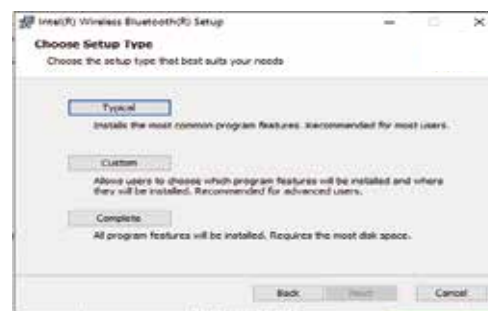 Intel(R) Wireless Bluetooth(R) Setup
Choose Setup Type
Choose the setup type that best suits your needs
Typical
Installs the most common program features. Recommended for most users.
Custom
Allows users to choose which program features will be installed and where
they will be installed. Recommended for advanced users.
Complete
All program features will be installed. Requires the most disk space.
Back
Next
Cancel